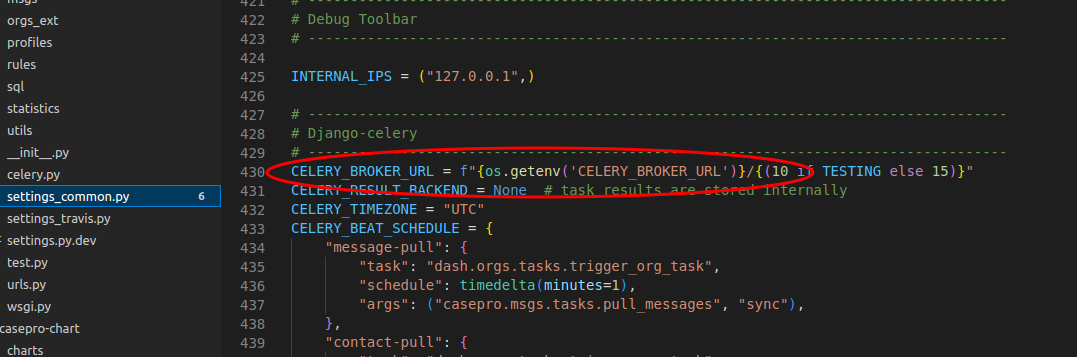 msgs
orgs_ext
profiles
rules
sql
statistics
utils
__init__.py
celery.py
settings_common.py 6
settings_travis.py
settings.py.dev
test.py
urls.py
wsgi.py
casepro-chart
charts
421 # -----------------------------------------------------------------------------------
422 # Debug Toolbar
423 # -----------------------------------------------------------------------------------
424
425 INTERNAL_IPS = ("127.0.0.1",)
426
427 # -----------------------------------------------------------------------------------
428 # Django-celery
429 # -----------------------------------------------------------------------------------
430 CELERY_BROKER_URL = f"{os.getenv('CELERY_BROKER_URL')}/{(10 if TESTING else 15)}"
431 CELERY_RESULT_BACKEND = None  # task results are stored internally
432 CELERY_TIMEZONE = "UTC"
433 CELERY_BEAT_SCHEDULE = {
434     "message-pull": {
435         "task": "dash.orgs.tasks.trigger_org_task",
436         "schedule": timedelta(minutes=1),
437         "args": ("casepro.msgs.tasks.pull_messages", "sync"),
438     },
439     "contact-pull": {